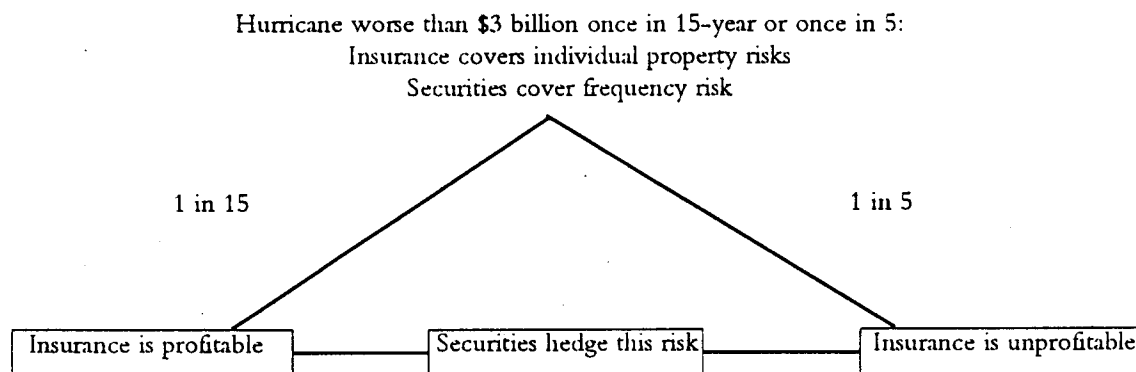 Hurricane worse than $3 billion once in 15-year or once in 5:
Insurance covers individual property risks
Securities cover frequency risk
1 in 15
1 in 5
Insurance is profitable
Securities hedge this risk
Insurance is unprofitable